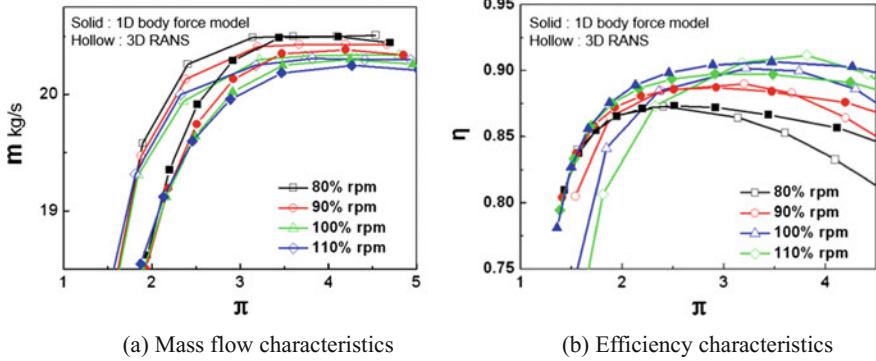 Solid : 1D body force model
Hollow : 3D RANS
20
19
m kg/s
80% rpm
90% rpm
100% rpm
110% rpm
1 2 3 4 5
π
(a) Mass flow characteristics
0.95
Solid : 1D body force model
Hollow : 3D RANS
0.90
0.85
0.80
0.75
η
80% rpm
90% rpm
100% rpm
110% rpm
1 2 3 4
π
(b) Efficiency characteristics